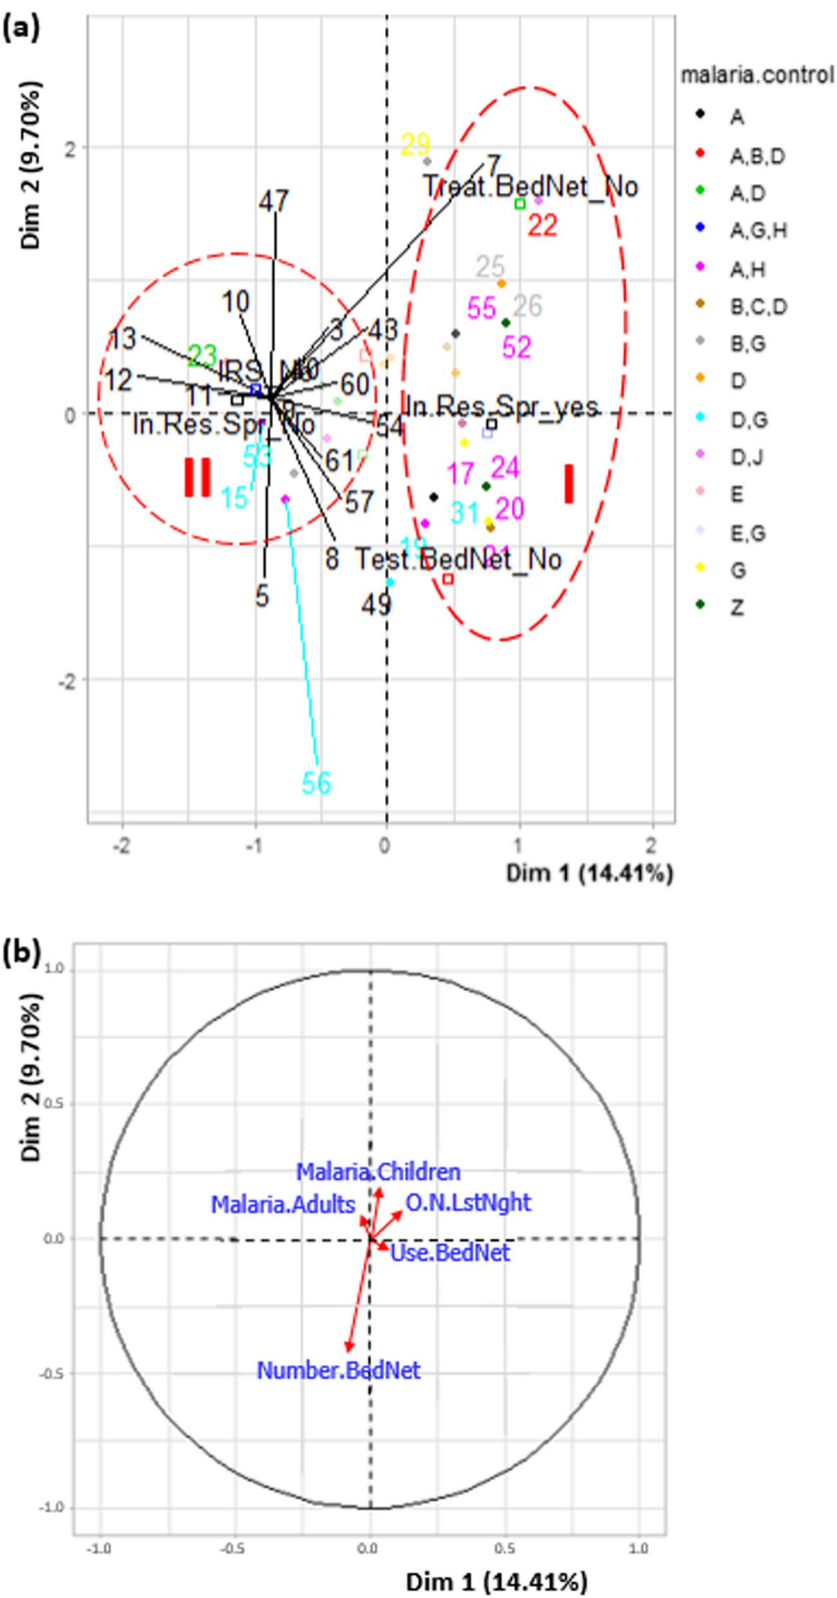 (a)
Dim 2 (9.70%)
malaria.control
A
A,B,D
A,D
A,G,H
A,H
B,C,D
B,G
D
D,G
D,J
E
E,G
G
Z
2
0
-2
29
7
Treat.BedNet_No
22
47
25
55
26
52
10
13
3
43
23
12
60
11
In.Res.Spr_yes
54
In.Res.Spr_No
53
61
II
15
57
17
24
I
31
20
19
8
Test.BedNet_No
5
49
56
-2
-1
0
1
2
Dim 1 (14.41%)
(b)
Dim 2 (9.70%)
1.0
0.5
0.0
-0.5
-1.0
Malaria.Children
Malaria.Adults
O.N.LstNght
Use.BedNet
Number.BedNet
-1.0
-0.5
0.0
0.5
1.0
Dim 1 (14.41%)